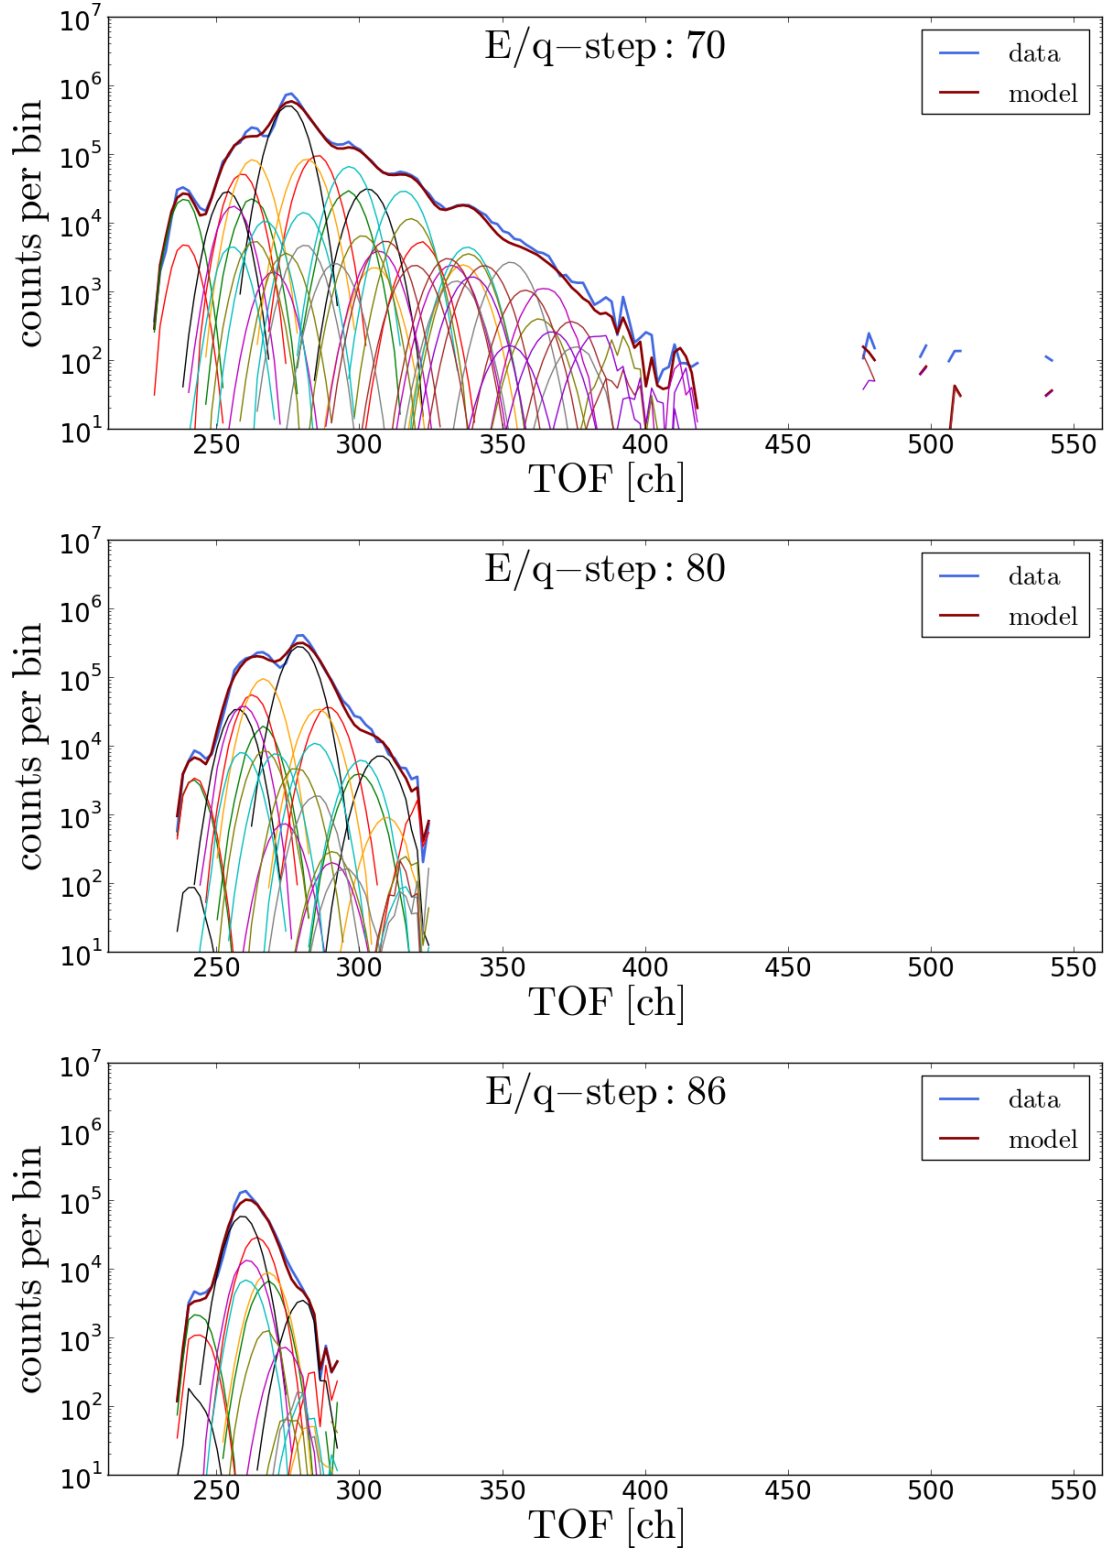 E/q−step: 70
data
model
counts per bin
10^7
10^6
10^5
10^4
10^3
10^2
10^1
250 300 350 400 450 500 550
TOF [ch]
E/q−step: 80
data
model
counts per bin
10^7
10^6
10^5
10^4
10^3
10^2
10^1
250 300 350 400 450 500 550
TOF [ch]
E/q−step: 86
data
model
counts per bin
10^7
10^6
10^5
10^4
10^3
10^2
10^1
250 300 350 400 450 500 550
TOF [ch]